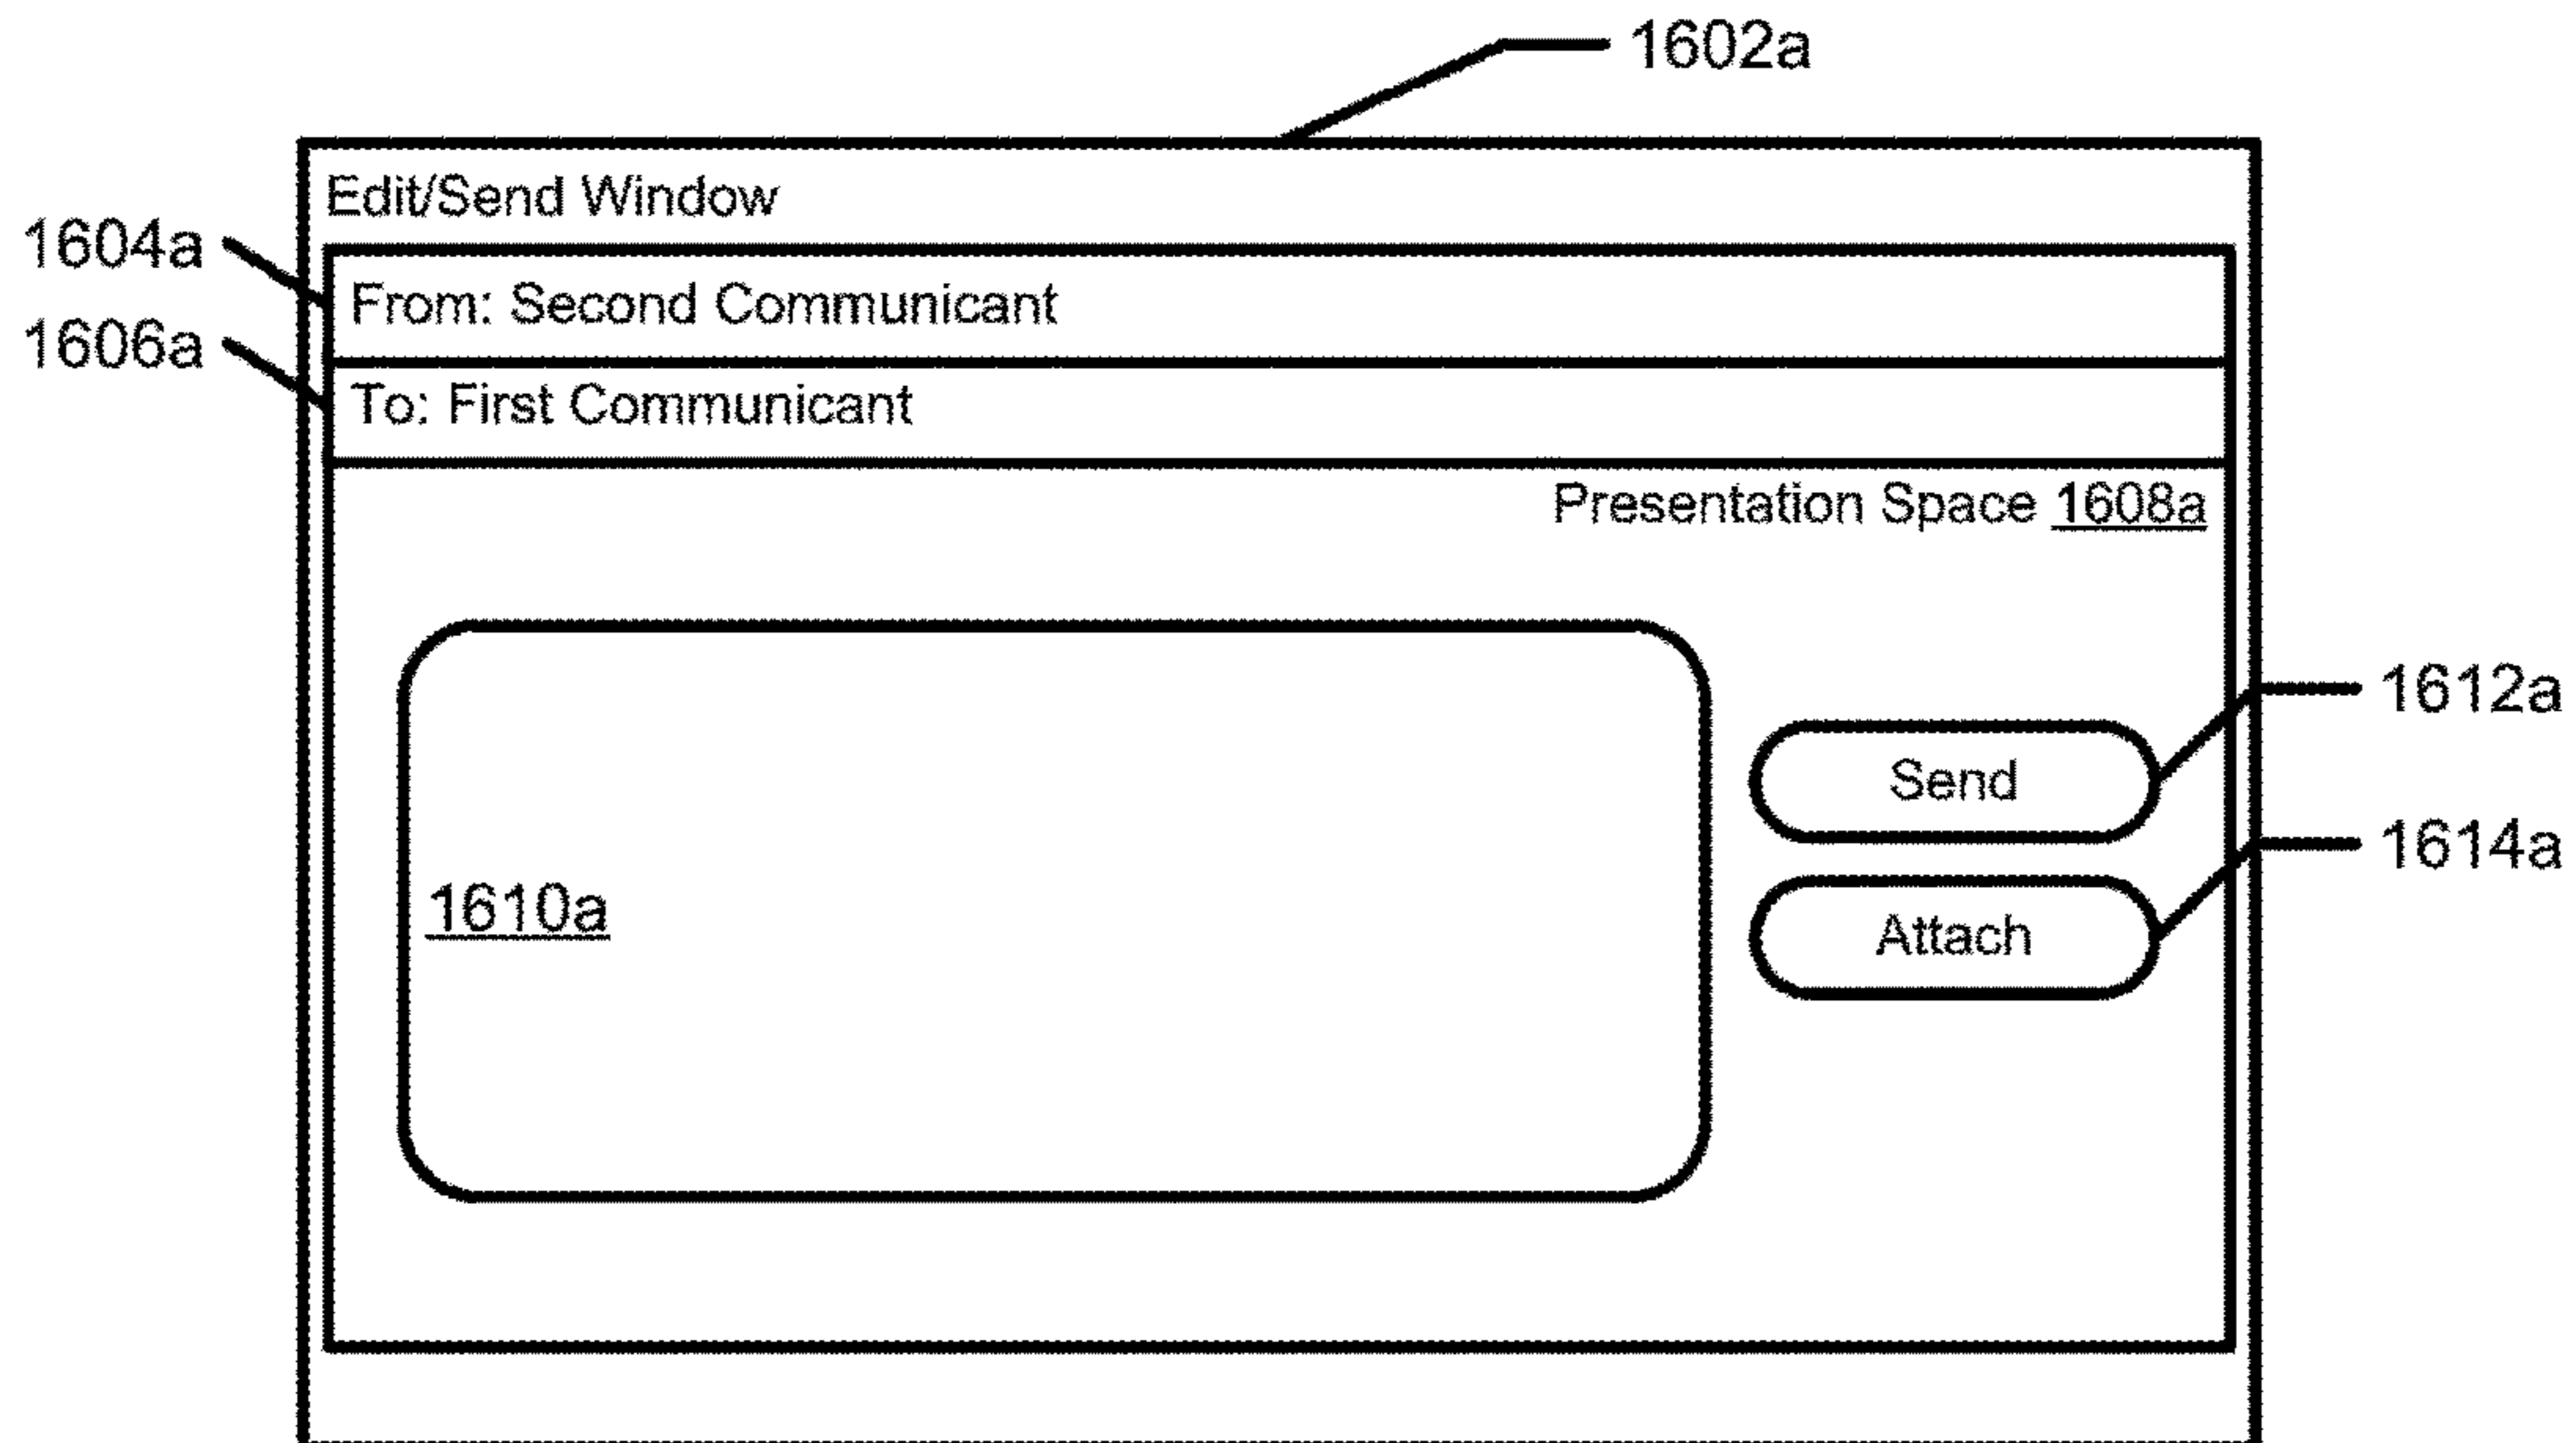 1602a
Edit/Send Window
1604a
From: Second Communicant
1606a
To: First Communicant
Presentation Space 1608a
1612a
Send
1614a
1610a
Attach